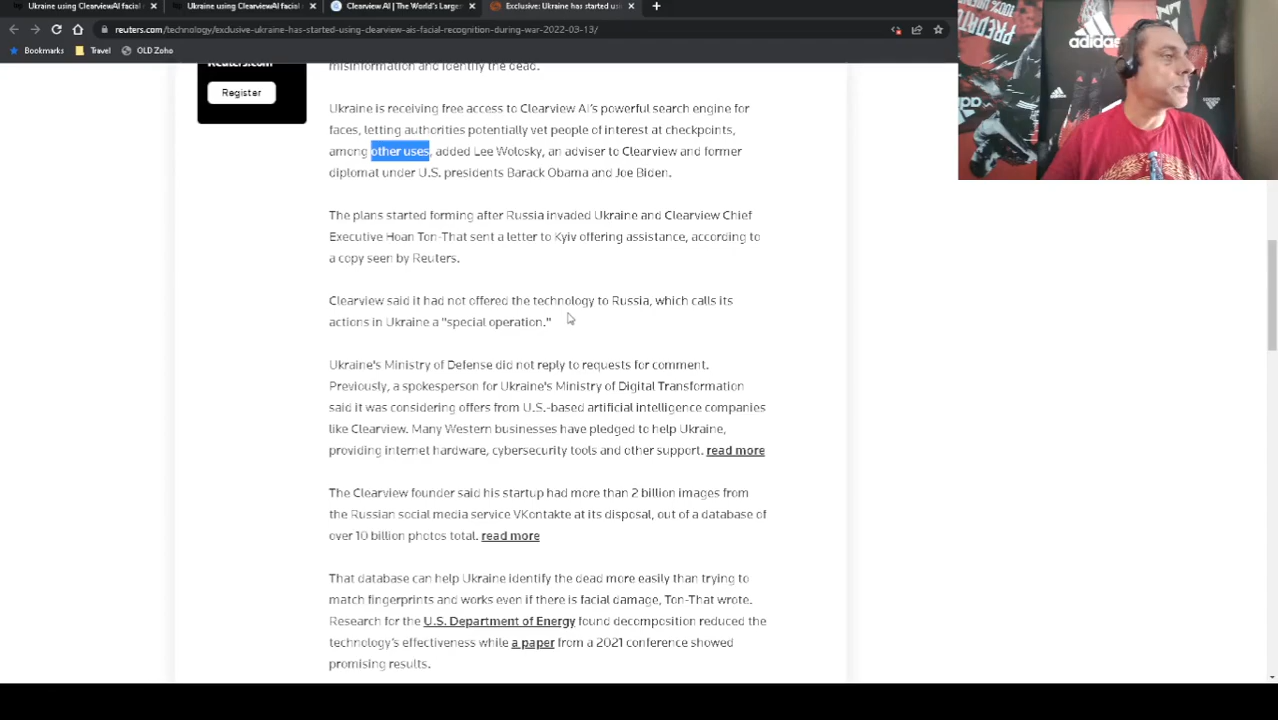 Ukraine using ClearviewAI facial
Ukraine using ClearviewAI facial
Clearview AI | The World's Larges
Exclusive: Ukraine has started us
reuters.com/technology/exclusive-ukraine-has-started-using-clearview-ais-facial-recognition-during-war-2022-03-13/
Bookmarks Travel OLD Zoho
Reuters.com
Register
misinformation and identify the dead.
Ukraine is receiving free access to Clearview AI's powerful search engine for
faces, letting authorities potentially vet people of interest at checkpoints,
among other uses, added Lee Wolosky, an adviser to Clearview and former
diplomat under U.S. presidents Barack Obama and Joe Biden.
The plans started forming after Russia invaded Ukraine and Clearview Chief
Executive Hoan Ton-That sent a letter to Kyiv offering assistance, according to
a copy seen by Reuters.
Clearview said it had not offered the technology to Russia, which calls its
actions in Ukraine a "special operation."
Ukraine's Ministry of Defense did not reply to requests for comment.
Previously, a spokesperson for Ukraine's Ministry of Digital Transformation
said it was considering offers from U.S.-based artificial intelligence companies
like Clearview. Many Western businesses have pledged to help Ukraine,
providing internet hardware, cybersecurity tools and other support. read more
The Clearview founder said his startup had more than 2 billion images from
the Russian social media service VKontakte at its disposal, out of a database of
over 10 billion photos total. read more
That database can help Ukraine identify the dead more easily than trying to
match fingerprints and works even if there is facial damage, Ton-That wrote.
Research for the U.S. Department of Energy found decomposition reduced the
technology's effectiveness while a paper from a 2021 conference showed
promising results.
PREDATOR
adidas